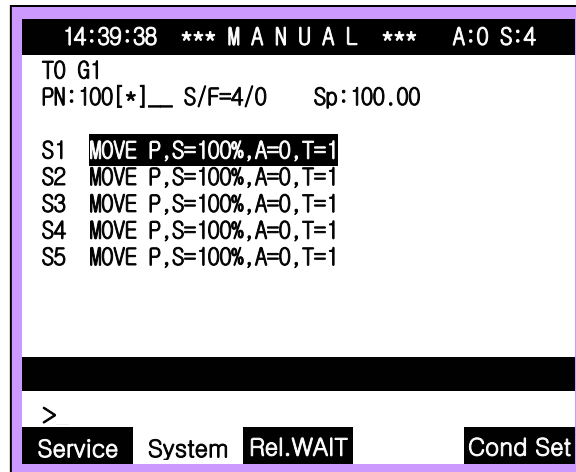 14:39:38 *** M A N U A L *** A:0 S:4
T0 G1
PN:100[*]__ S/F=4/0 Sp:100.00
S1 MOVE P,S=100%,A=0,T=1
S2 MOVE P,S=100%,A=0,T=1
S3 MOVE P,S=100%,A=0,T=1
S4 MOVE P,S=100%,A=0,T=1
S5 MOVE P,S=100%,A=0,T=1
>
Service System Rel.WAIT Cond Set